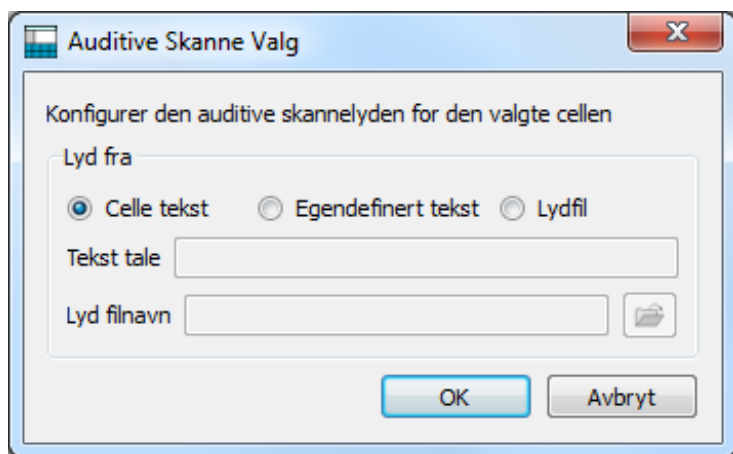 Auditive Skanne Valg
Konfigurer den auditive skannelyden for den valgte cellen
Lyd fra
Celle tekst Egendefinert tekst Lydfil
Tekst tale
Lyd filnavn
OK Avbryt